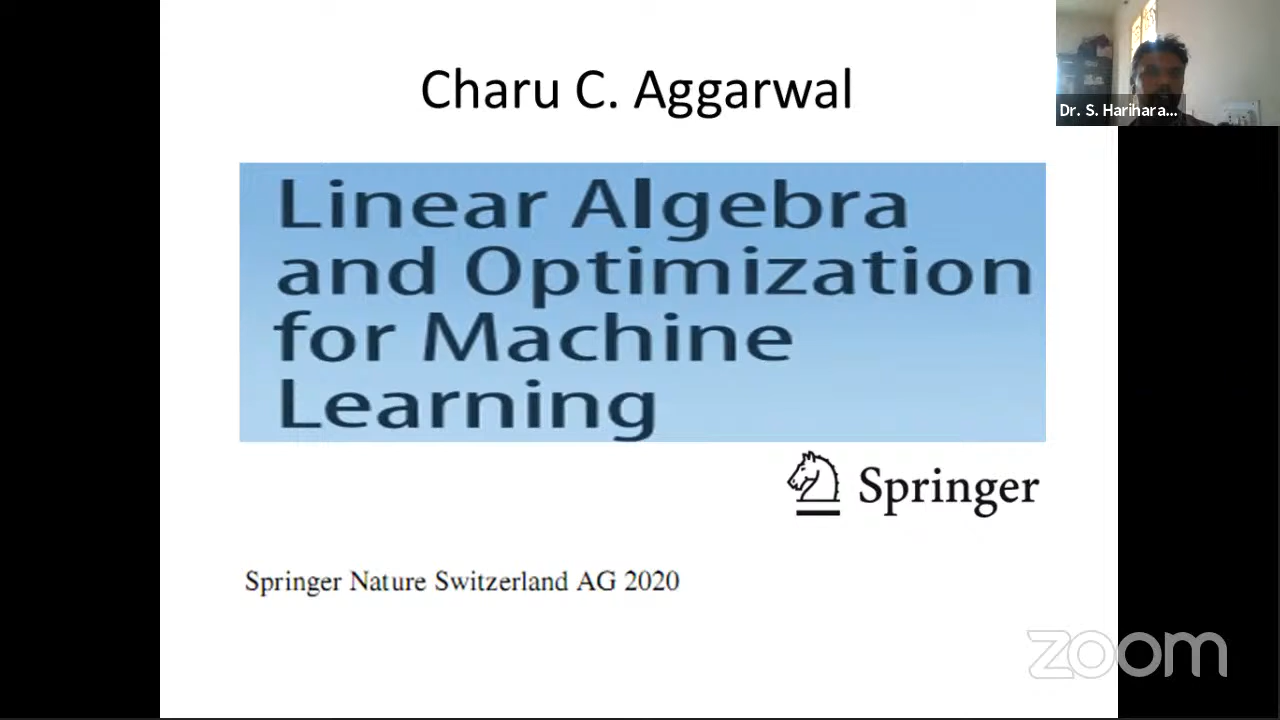 Charu C. Aggarwal
Dr. S. Harihara...
Linear Algebra
and Optimization
for Machine
Learning
Springer
Springer Nature Switzerland AG 2020
zoom